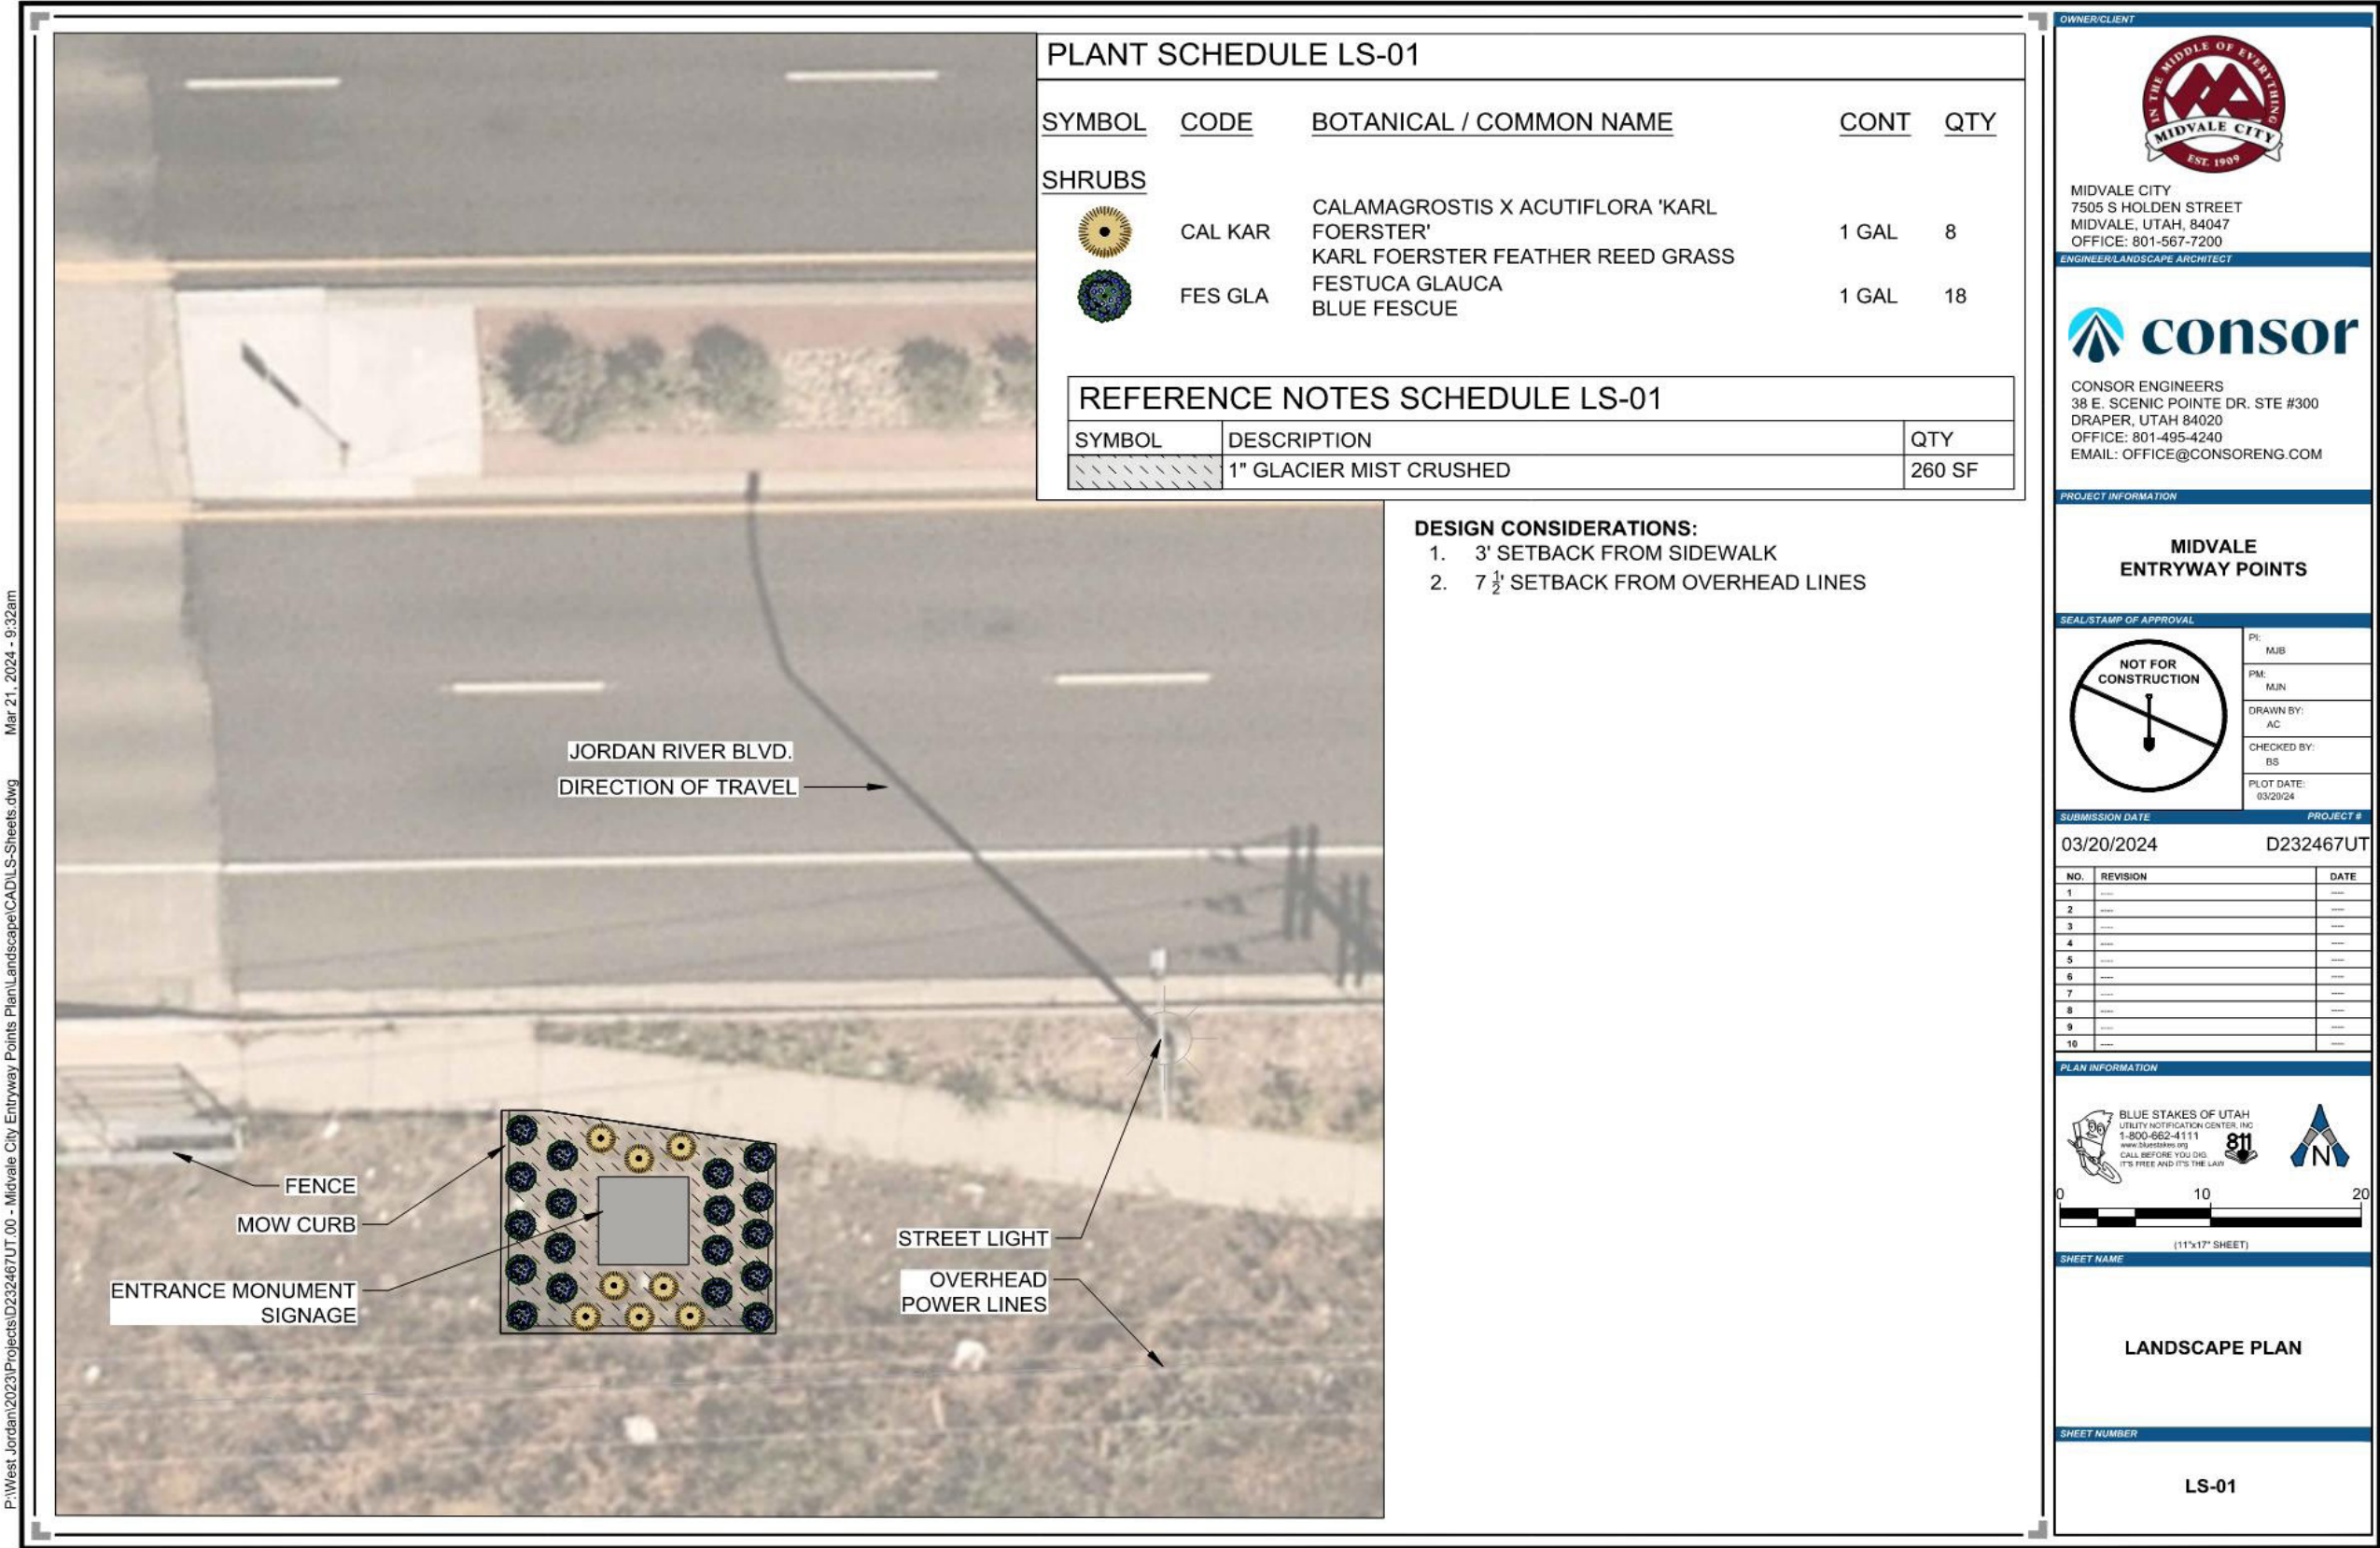 PLANT SCHEDULE LS-01
SYMBOL CODE BOTANICAL / COMMON NAME CONT QTY
SHRUBS
CAL KAR CALAMAGROSTIS X ACUTIFLORA 'KARL
FOERSTER' 1 GAL 8
KARL FOERSTER FEATHER REED GRASS
FES GLA FESTUCA GLAUCA 1 GAL 18
BLUE FESCUE
REFERENCE NOTES SCHEDULE LS-01
SYMBOL DESCRIPTION QTY
1" GLACIER MIST CRUSHED 260 SF
DESIGN CONSIDERATIONS:
1. 3' SETBACK FROM SIDEWALK
2. 7 ½' SETBACK FROM OVERHEAD LINES
JORDAN RIVER BLVD.
DIRECTION OF TRAVEL
FENCE
MOW CURB
ENTRANCE MONUMENT
SIGNAGE
STREET LIGHT
OVERHEAD
POWER LINES
P:\West Jordan\2023\Projects\D232467UT.00 - Midvale City Entryway Points Plan\Landscape\CAD\LS-Sheets.dwg Mar 21, 2024 - 9:32am
OWNER/CLIENT
IN THE MIDDLE OF EVERYTHING
MIDVALE CITY
EST. 1909
MIDVALE CITY
7505 S HOLDEN STREET
MIDVALE, UTAH, 84047
OFFICE: 801-567-7200
ENGINEER/LANDSCAPE ARCHITECT
consor
CONSOR ENGINEERS
38 E. SCENIC POINTE DR. STE #300
DRAPER, UTAH 84020
OFFICE: 801-495-4240
EMAIL: OFFICE@CONSORENG.COM
PROJECT INFORMATION
MIDVALE
ENTRYWAY POINTS
SEAL/STAMP OF APPROVAL
NOT FOR
CONSTRUCTION
PI:
MJB
PM:
MJN
DRAWN BY:
AC
CHECKED BY:
BS
PLOT DATE:
03/20/24
SUBMISSION DATE PROJECT #
03/20/2024 D232467UT
NO. REVISION DATE
1 ---- ----
2 ---- ----
3 ---- ----
4 ---- ----
5 ---- ----
6 ---- ----
7 ---- ----
8 ---- ----
9 ---- ----
10 ---- ----
PLAN INFORMATION
BLUE STAKES OF UTAH
UTILITY NOTIFICATION CENTER, INC
1-800-662-4111
www.bluestakes.org
CALL BEFORE YOU DIG
IT'S FREE AND IT'S THE LAW
811
N
0 10 20
(11"x17" SHEET)
SHEET NAME
LANDSCAPE PLAN
SHEET NUMBER
LS-01